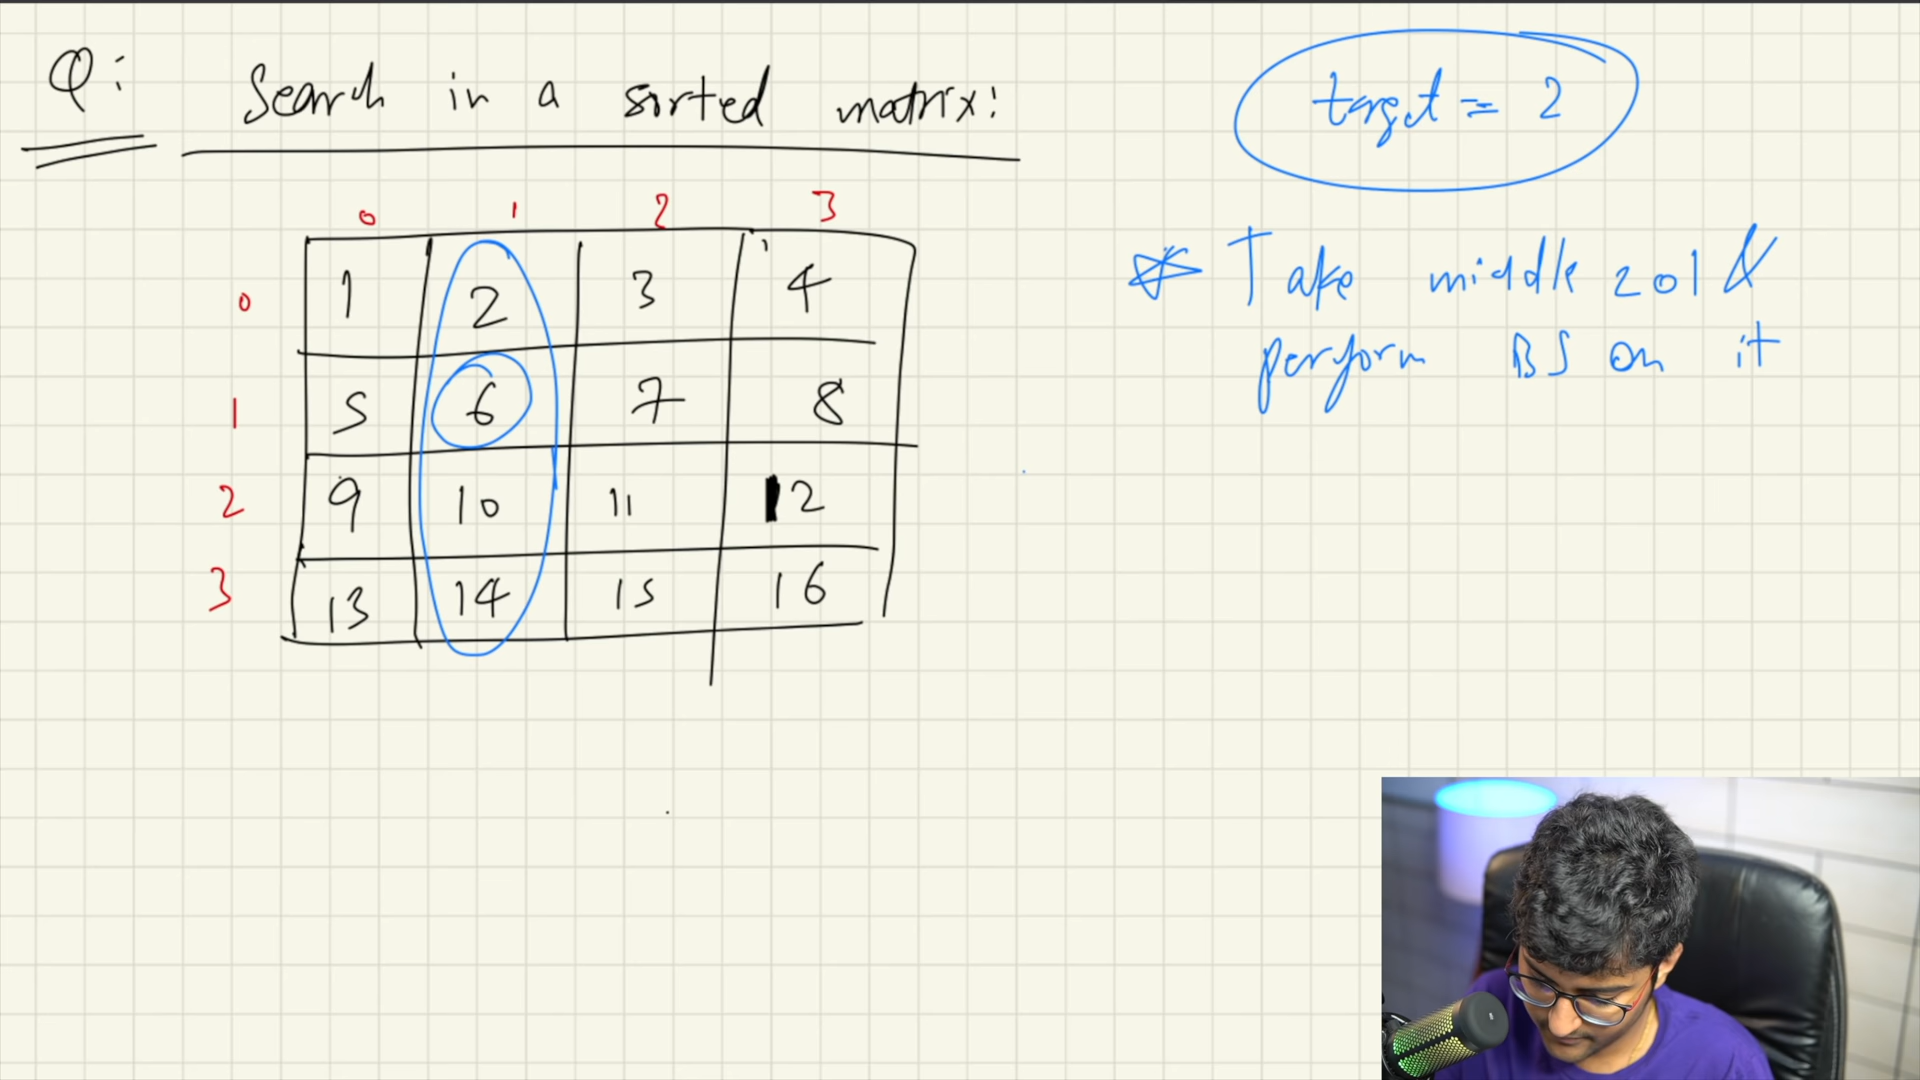 Q: Search in a sorted matrix:
target = 2
0 1 2 3
0 1 2 3 4
1 5 6 7 8
2 9 10 11 12
3 13 14 15 16
* Take middle col &
perform BS on it